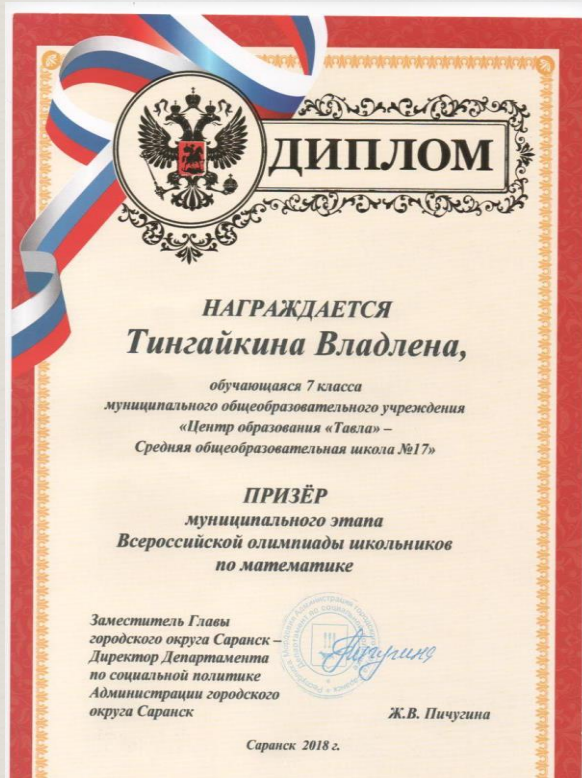 ДИПЛОМ
НАГРАЖДАЕТСЯ
Тингайкина Владлена,
обучающаяся 7 класса
муниципального общеобразовательного учреждения
«Центр образования «Тавла» –
Средняя общеобразовательная школа №17»
ПРИЗЁР
муниципального этапа
Всероссийской олимпиады школьников
по математике
Заместитель Главы
городского округа Саранск –
Директор Департамента
по социальной политике
Администрации городского
округа Саранск
Ж.В. Пичугина
Саранск 2018 г.